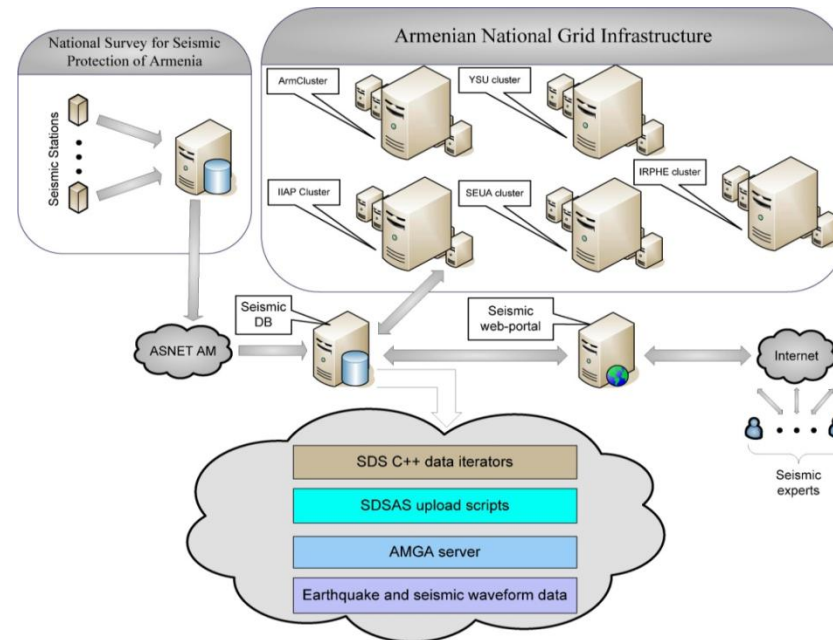 National Survey for Seismic
Protection of Armenia
Seismic Stations
Armenian National Grid Infrastructure
ArmCluster
YSU cluster
IIAP Cluster
SEUA cluster
IRPHE cluster
Seismic
DB
Seismic
web-portal
ASNET AM
Internet
Seismic
experts
SDS C++ data iterators
SDSAS upload scripts
AMGA server
Earthquake and seismic waveform data